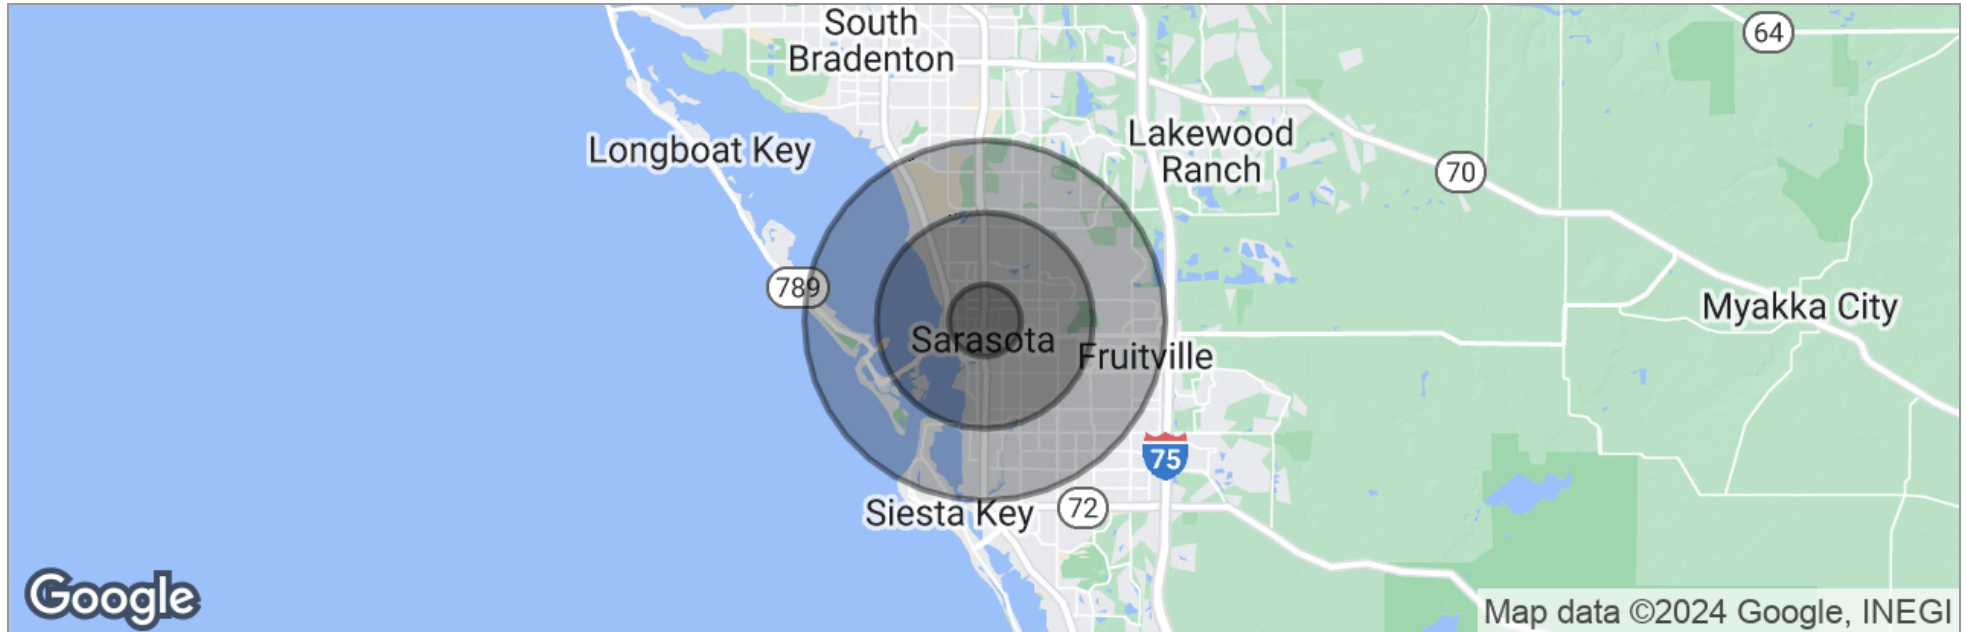 South
Bradenton
64
Longboat Key
Lakewood
Ranch
70
789
Myakka City
Sarasota
Fruitville
75
Siesta Key
72
Google
Map data ©2024 Google, INEGI